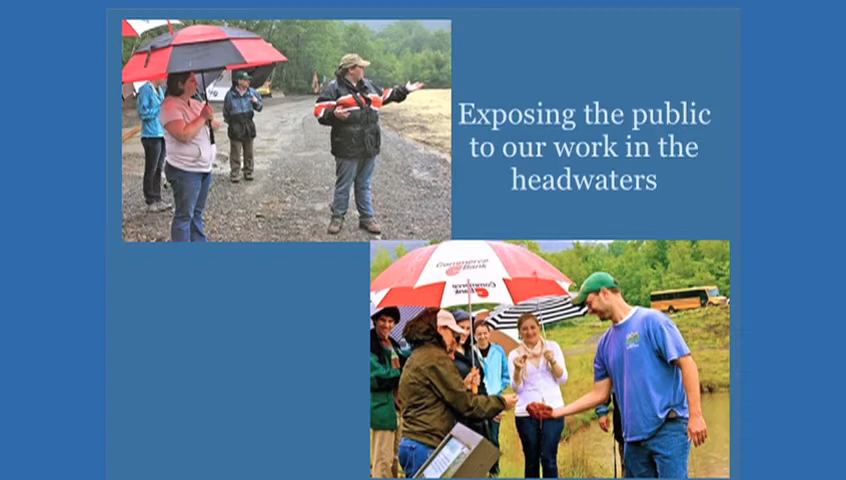 Exposing the public
to our work in the
headwaters
Commerce
Bank
Commerce
Bank